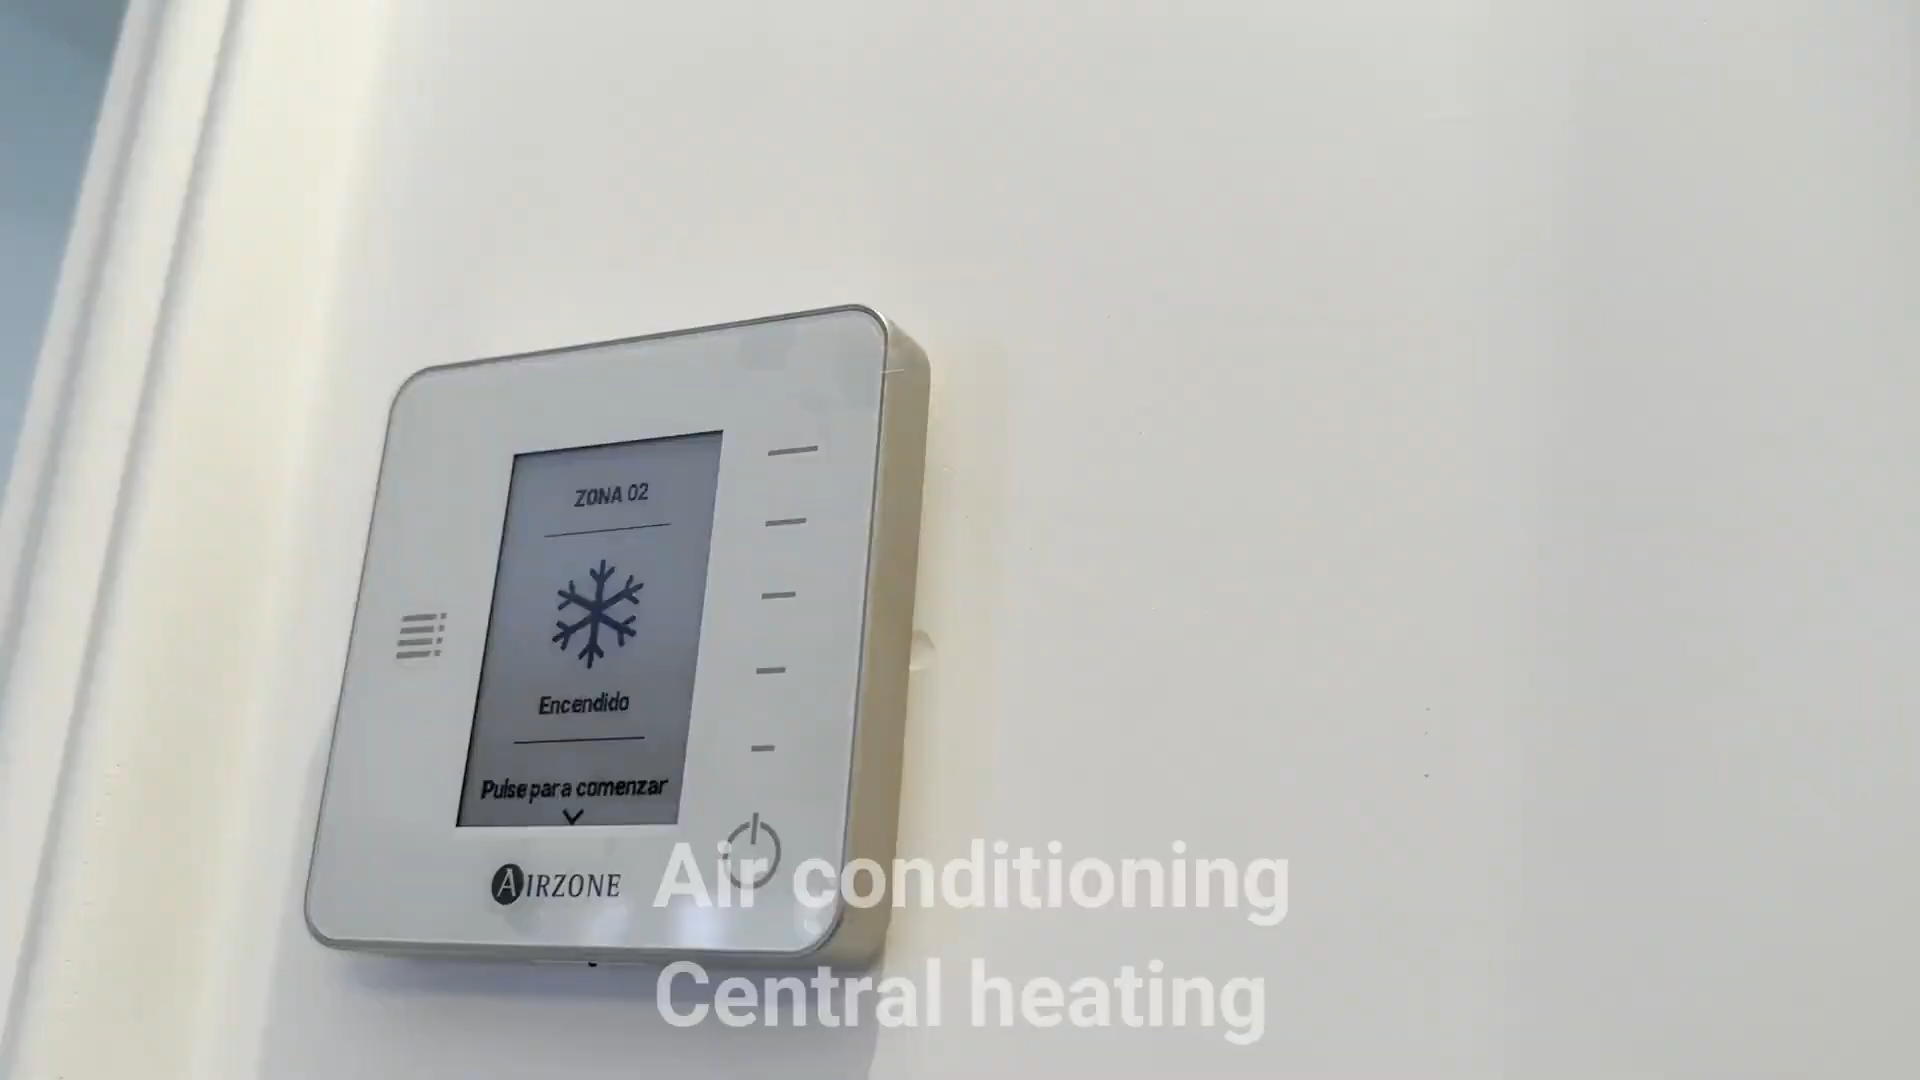 ZONA 02
Encendido
Pulse para comenzar
AIRZONE
Air conditioning
Central heating